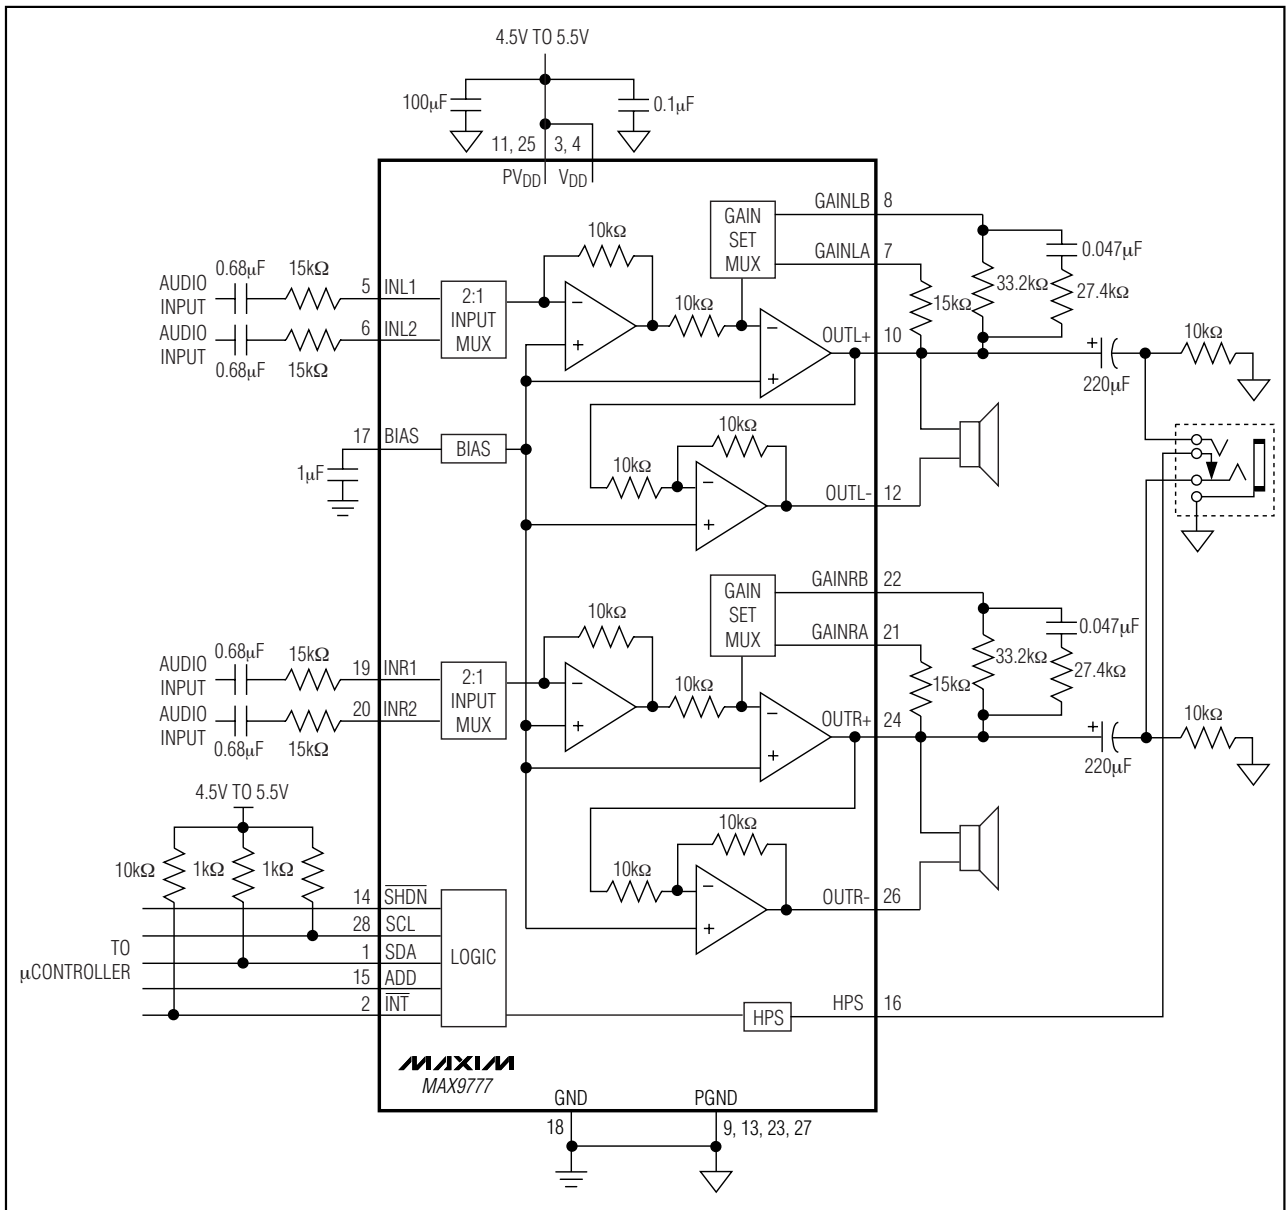 4.5V TO 5.5V
100µF
0.1µF
11, 25
3, 4
PVDD
VDD
GAINLB
8
GAIN
SET
MUX
10kΩ
0.047µF
GAINLA
7
0.68µF
15kΩ
AUDIO
INPUT
5
INL1
2:1
INPUT
MUX
33.2kΩ
27.4kΩ
15kΩ
10kΩ
AUDIO
INPUT
6
INL2
0.68µF
15kΩ
−
+
−
+
OUTL+
10
+
220µF
10kΩ
17
BIAS
BIAS
1µF
10kΩ
10kΩ
−
+
OUTL-
12
GAINRB
22
GAIN
SET
MUX
10kΩ
0.047µF
GAINRA
21
0.68µF
15kΩ
AUDIO
INPUT
19
INR1
2:1
INPUT
MUX
33.2kΩ
27.4kΩ
15kΩ
10kΩ
AUDIO
INPUT
20
INR2
0.68µF
15kΩ
−
+
−
+
OUTR+
24
+
220µF
10kΩ
4.5V TO 5.5V
10kΩ
1kΩ
1kΩ
10kΩ
10kΩ
−
+
OUTR-
26
14
SHDN
28
SCL
TO
µCONTROLLER
1
SDA
LOGIC
15
ADD
2
INT
HPS
HPS
16
MAXIM
MAX9777
GND
PGND
18
9, 13, 23, 27